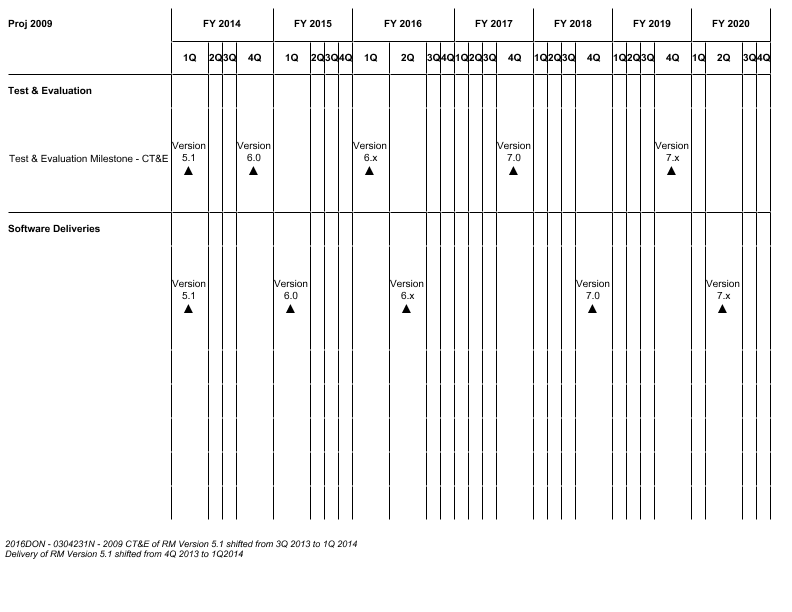 Proj 2009 FY 2014 FY 2015 FY 2016 FY 2017 FY 2018 FY 2019 FY 2020
1Q 2Q 3Q 4Q 1Q 2Q 3Q 4Q 1Q 2Q 3Q 4Q 1Q 2Q 3Q 4Q 1Q 2Q 3Q 4Q 1Q 2Q 3Q 4Q 1Q 2Q 3Q 4Q
Test & Evaluation
Version Version Version Version Version
Test & Evaluation Milestone - CT&E 5.1 6.0 6.x 7.0 7.x
Software Deliveries
Version Version Version Version Version
5.1 6.0 6.x 7.0 7.x
2016DON - 0304231N - 2009 CT&E of RM Version 5.1 shifted from 3Q 2013 to 1Q 2014
Delivery of RM Version 5.1 shifted from 4Q 2013 to 1Q2014